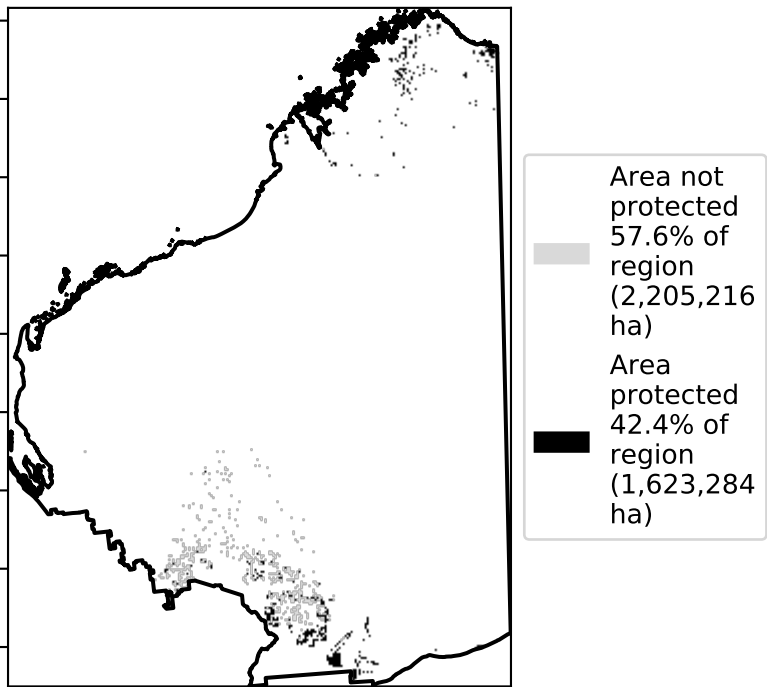 Area not
protected
57.6% of
region
(2,205,216
ha)
Area
protected
42.4% of
region
(1,623,284
ha)